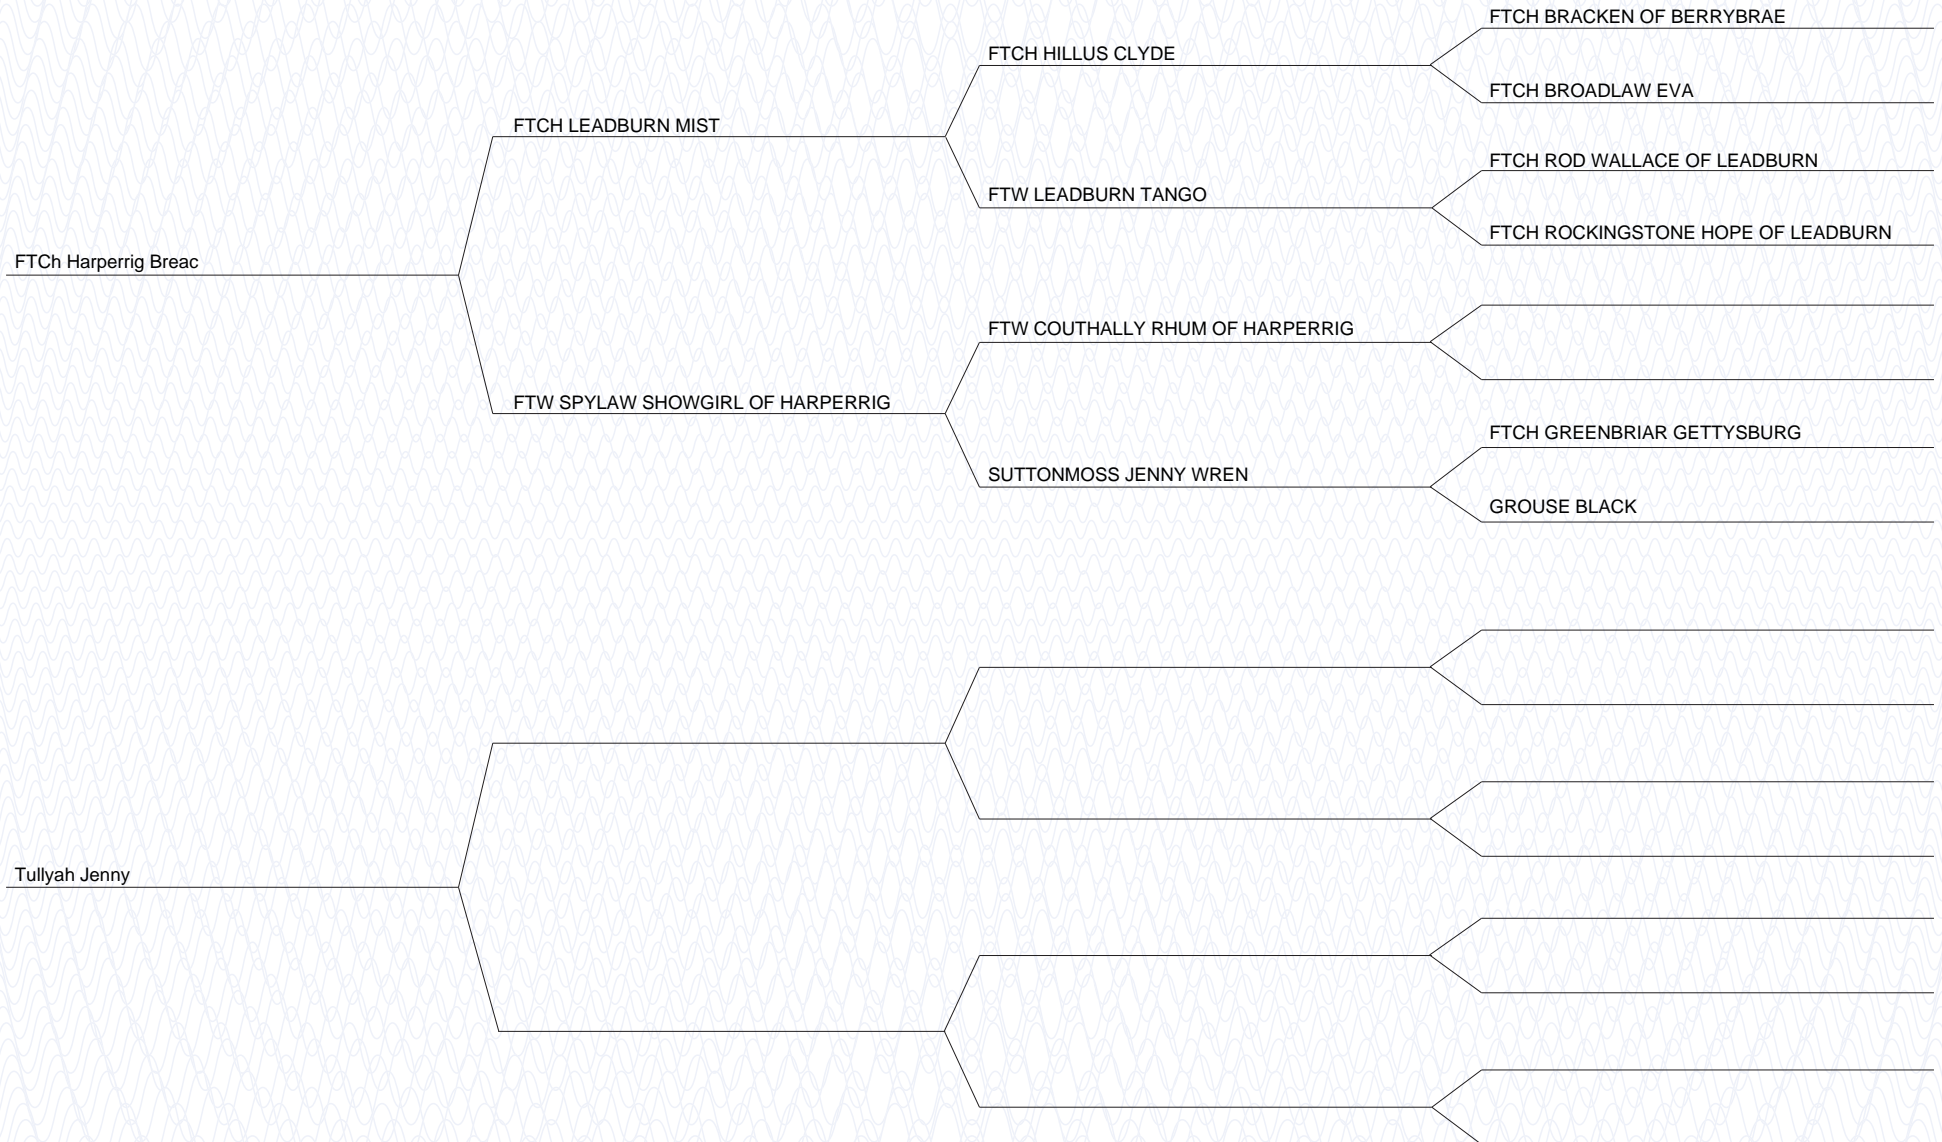 FTCH BRACKEN OF BERRYBRAE
FTCH HILLUS CLYDE
FTCH BROADLAW EVA
FTCH LEADBURN MIST
FTCH ROD WALLACE OF LEADBURN
FTW LEADBURN TANGO
FTCH ROCKINGSTONE HOPE OF LEADBURN
FTCh Harperrig Breac
FTW COUTHALLY RHUM OF HARPERRIG
FTW SPYLAW SHOWGIRL OF HARPERRIG
FTCH GREENBRIAR GETTYSBURG
SUTTONMOSS JENNY WREN
GROUSE BLACK
Tullyah Jenny